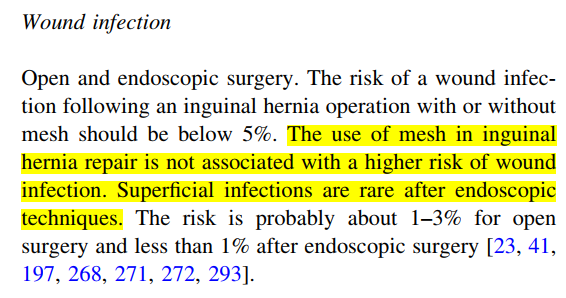 Wound infection
Open and endoscopic surgery. The risk of a wound infec-
tion following an inguinal hernia operation with or without
mesh should be below 5%. The use of mesh in inguinal
hernia repair is not associated with a higher risk of wound
infection. Superficial infections are rare after endoscopic
techniques. The risk is probably about 1–3% for open
surgery and less than 1% after endoscopic surgery [23, 41,
197, 268, 271, 272, 293].